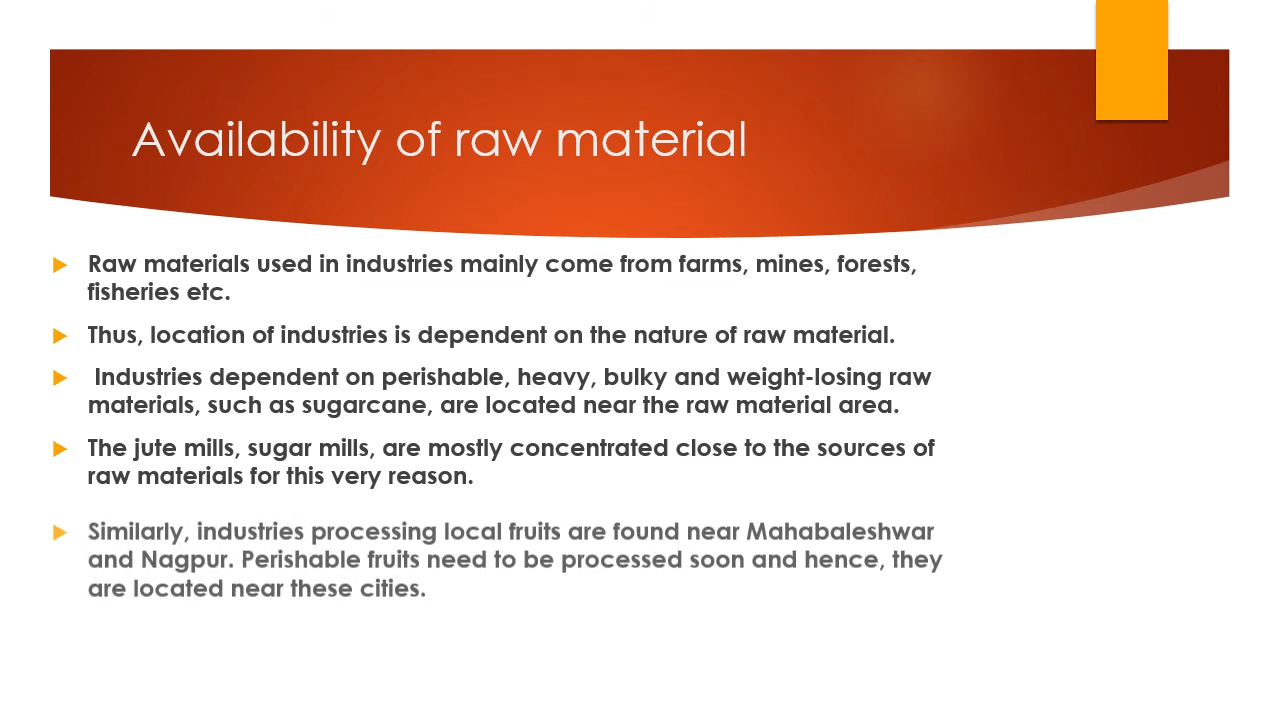 Availability of raw material
Raw materials used in industries mainly come from farms, mines, forests,
fisheries etc.
Thus, location of industries is dependent on the nature of raw material.
Industries dependent on perishable, heavy, bulky and weight-losing raw
materials, such as sugarcane, are located near the raw material area.
The jute mills, sugar mills, are mostly concentrated close to the sources of
raw materials for this very reason.
Similarly, industries processing local fruits are found near Mahabaleshwar
and Nagpur. Perishable fruits need to be processed soon and hence, they
are located near these cities.